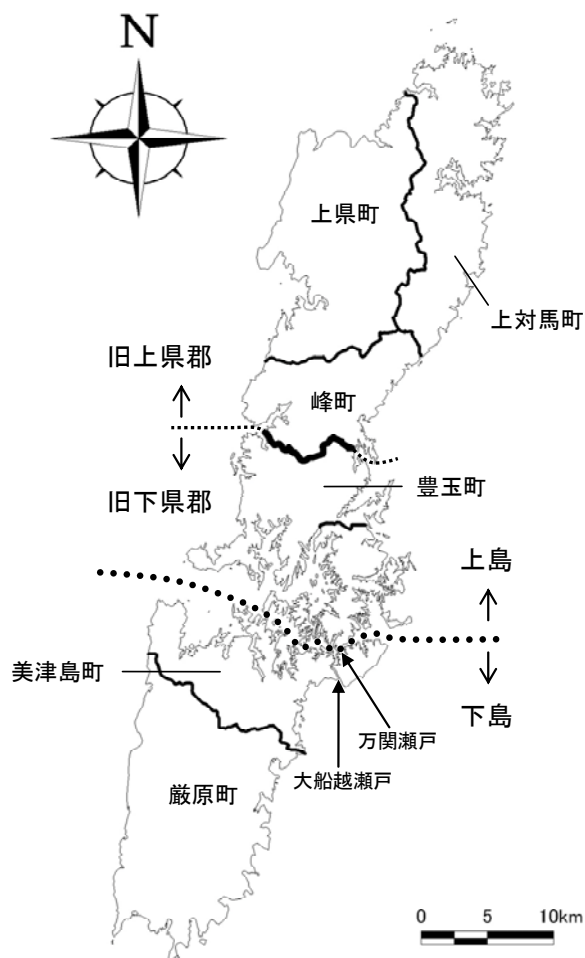 N
上県町
上対馬町
旧上県郡
峰町
旧下県郡
豊玉町
上島
美津島町
下島
万関瀬戸
大船越瀬戸
厳原町
0 5 10km